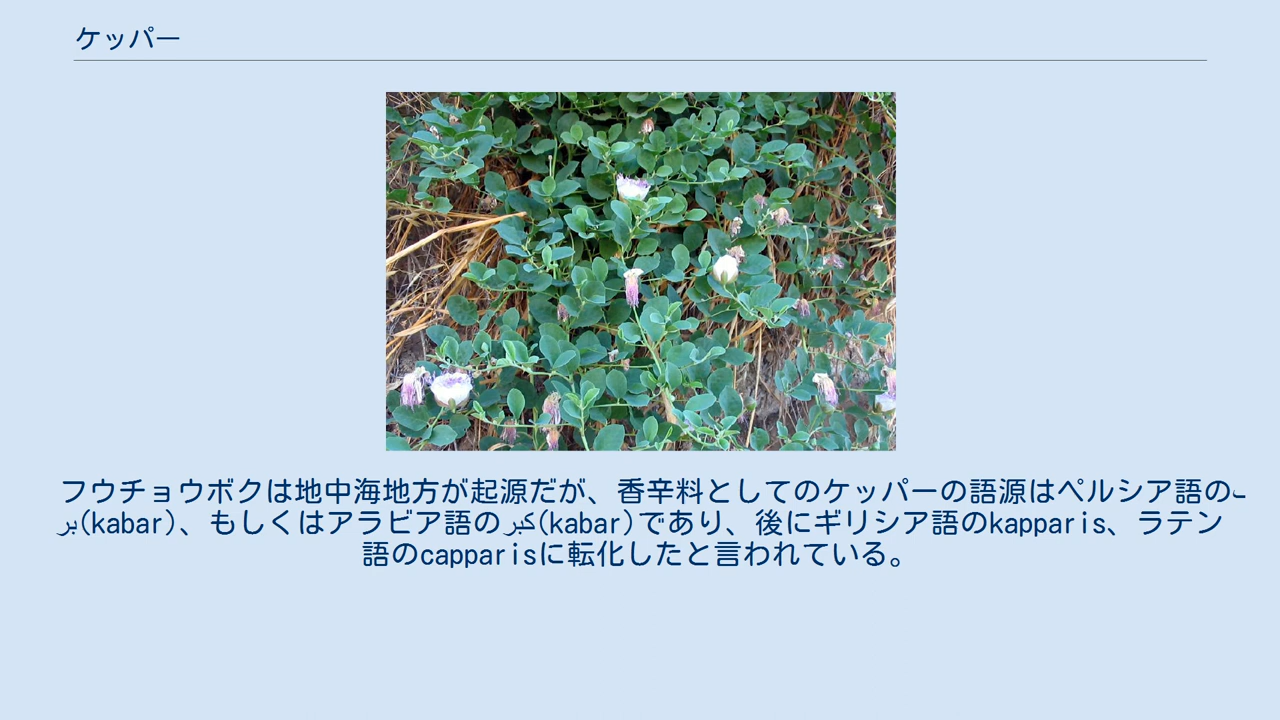 ケッパー
フウチョウボクは地中海地方が起源だが、香辛料としてのケッパーの語源はペルシア語のک
بر(kabar)、もしくはアラビア語のكبر(kabar)であり、後にギリシア語のkapparis、ラテン
語のcapparisに転化したと言われている。